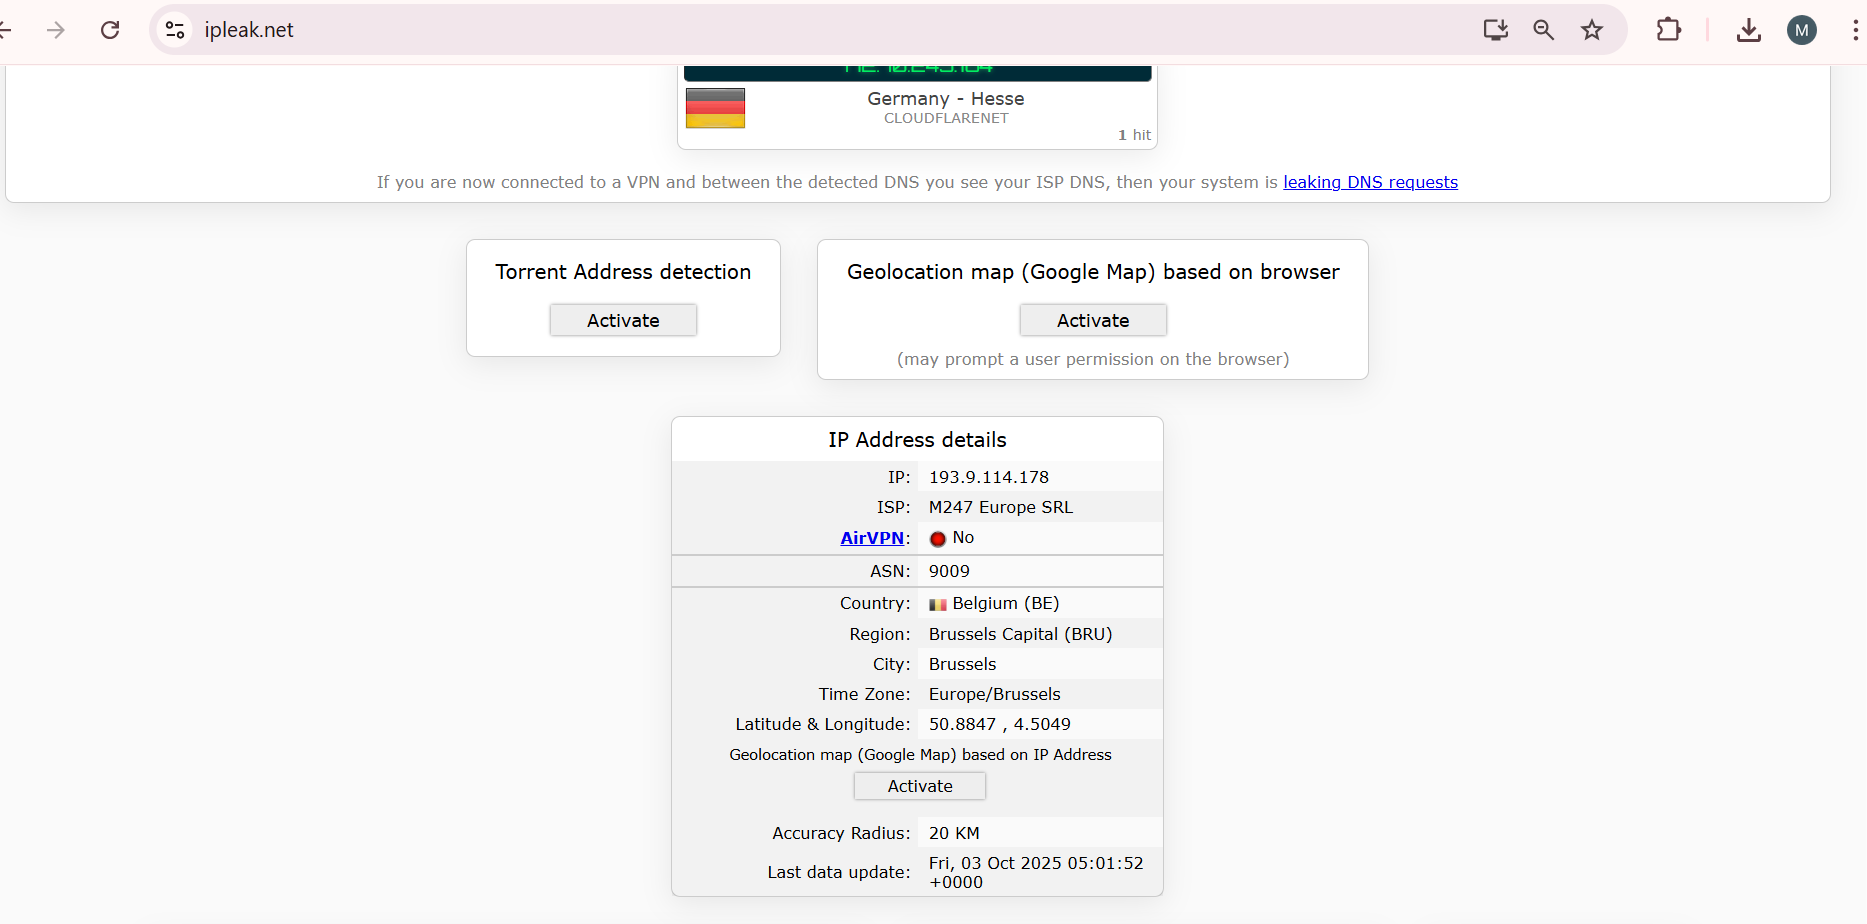 ipleak.net
M
Germany - Hesse
CLOUDFLARENET
1 hit
If you are now connected to a VPN and between the detected DNS you see your ISP DNS, then your system is leaking DNS requests
Torrent Address detection
Activate
Geolocation map (Google Map) based on browser
Activate
(may prompt a user permission on the browser)
IP Address details
IP: 193.9.114.178
ISP: M247 Europe SRL
AirVPN: No
ASN: 9009
Country: Belgium (BE)
Region: Brussels Capital (BRU)
City: Brussels
Time Zone: Europe/Brussels
Latitude & Longitude: 50.8847 , 4.5049
Geolocation map (Google Map) based on IP Address
Activate
Accuracy Radius: 20 KM
Last data update: Fri, 03 Oct 2025 05:01:52
+0000